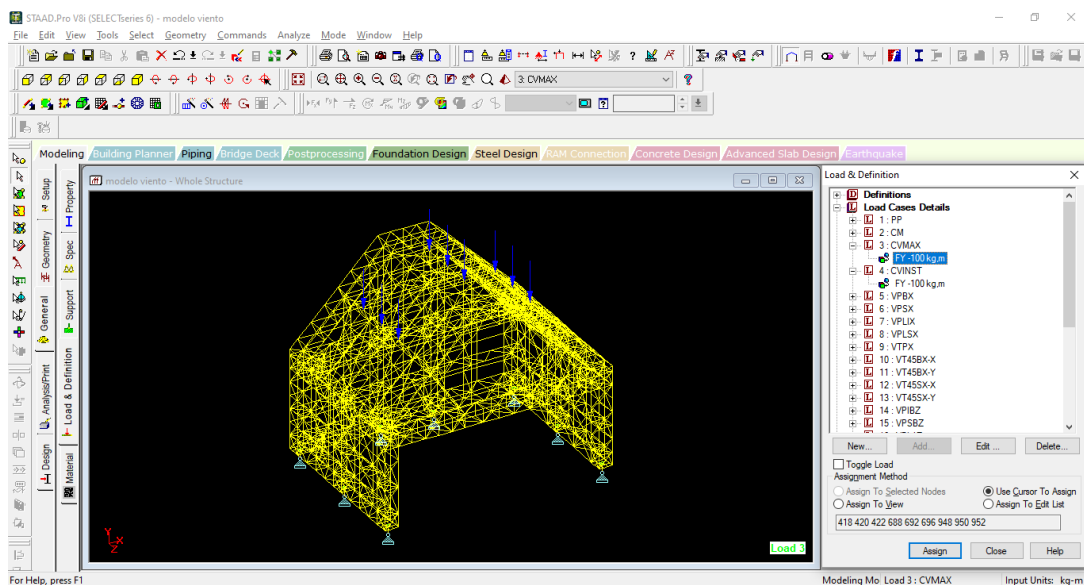 STAAD.Pro V8i (SELECTseries 6) - modelo viento
File Edit View Tools Select Geometry Commands Analyze Mode Window Help
3: CVMAX
Modeling Building Planner Piping Bridge Deck Postprocessing Foundation Design Steel Design RAM Connection Concrete Design Advanced Slab Design Earthquake
Setup
Geometry
General
Analysis/Print
Design
Property
Spec
Support
Load & Definition
Material
modelo viento - Whole Structure
Y
X
Z
Load 3
Load & Definition
Definitions
Load Cases Details
1 : PP
2 : CM
3 : CVMAX
FY -100 kg,m
4 : CVINST
FY -100 kg,m
5 : VPBX
6 : VPSX
7 : VPLIX
8 : VPLSX
9 : VTPX
10 : VT45BX-X
11 : VT45BX-Y
12 : VT45SX-X
13 : VT45SX-Y
14 : VPIBZ
15 : VPSBZ
New... Add... Edit ... Delete...
Toggle Load
Assignment Method
Assign To Selected Nodes Use Cursor To Assign
Assign To View Assign To Edit List
418 420 422 688 692 696 948 950 952
Assign Close Help
For Help, press F1 Modeling Mo Load 3 : CVMAX Input Units: kg-m